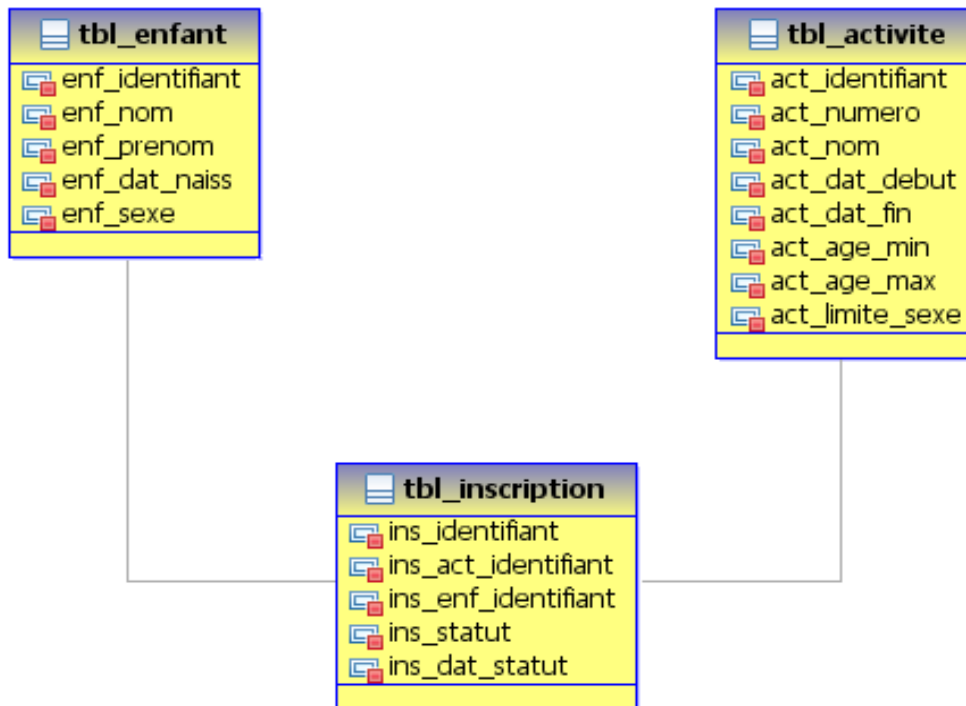 tbl_enfant
enf_identifiant
enf_nom
enf_prenom
enf_dat_naiss
enf_sexe
tbl_activite
act_identifiant
act_numero
act_nom
act_dat_debut
act_dat_fin
act_age_min
act_age_max
act_limite_sexe
tbl_inscription
ins_identifiant
ins_act_identifiant
ins_enf_identifiant
ins_statut
ins_dat_statut